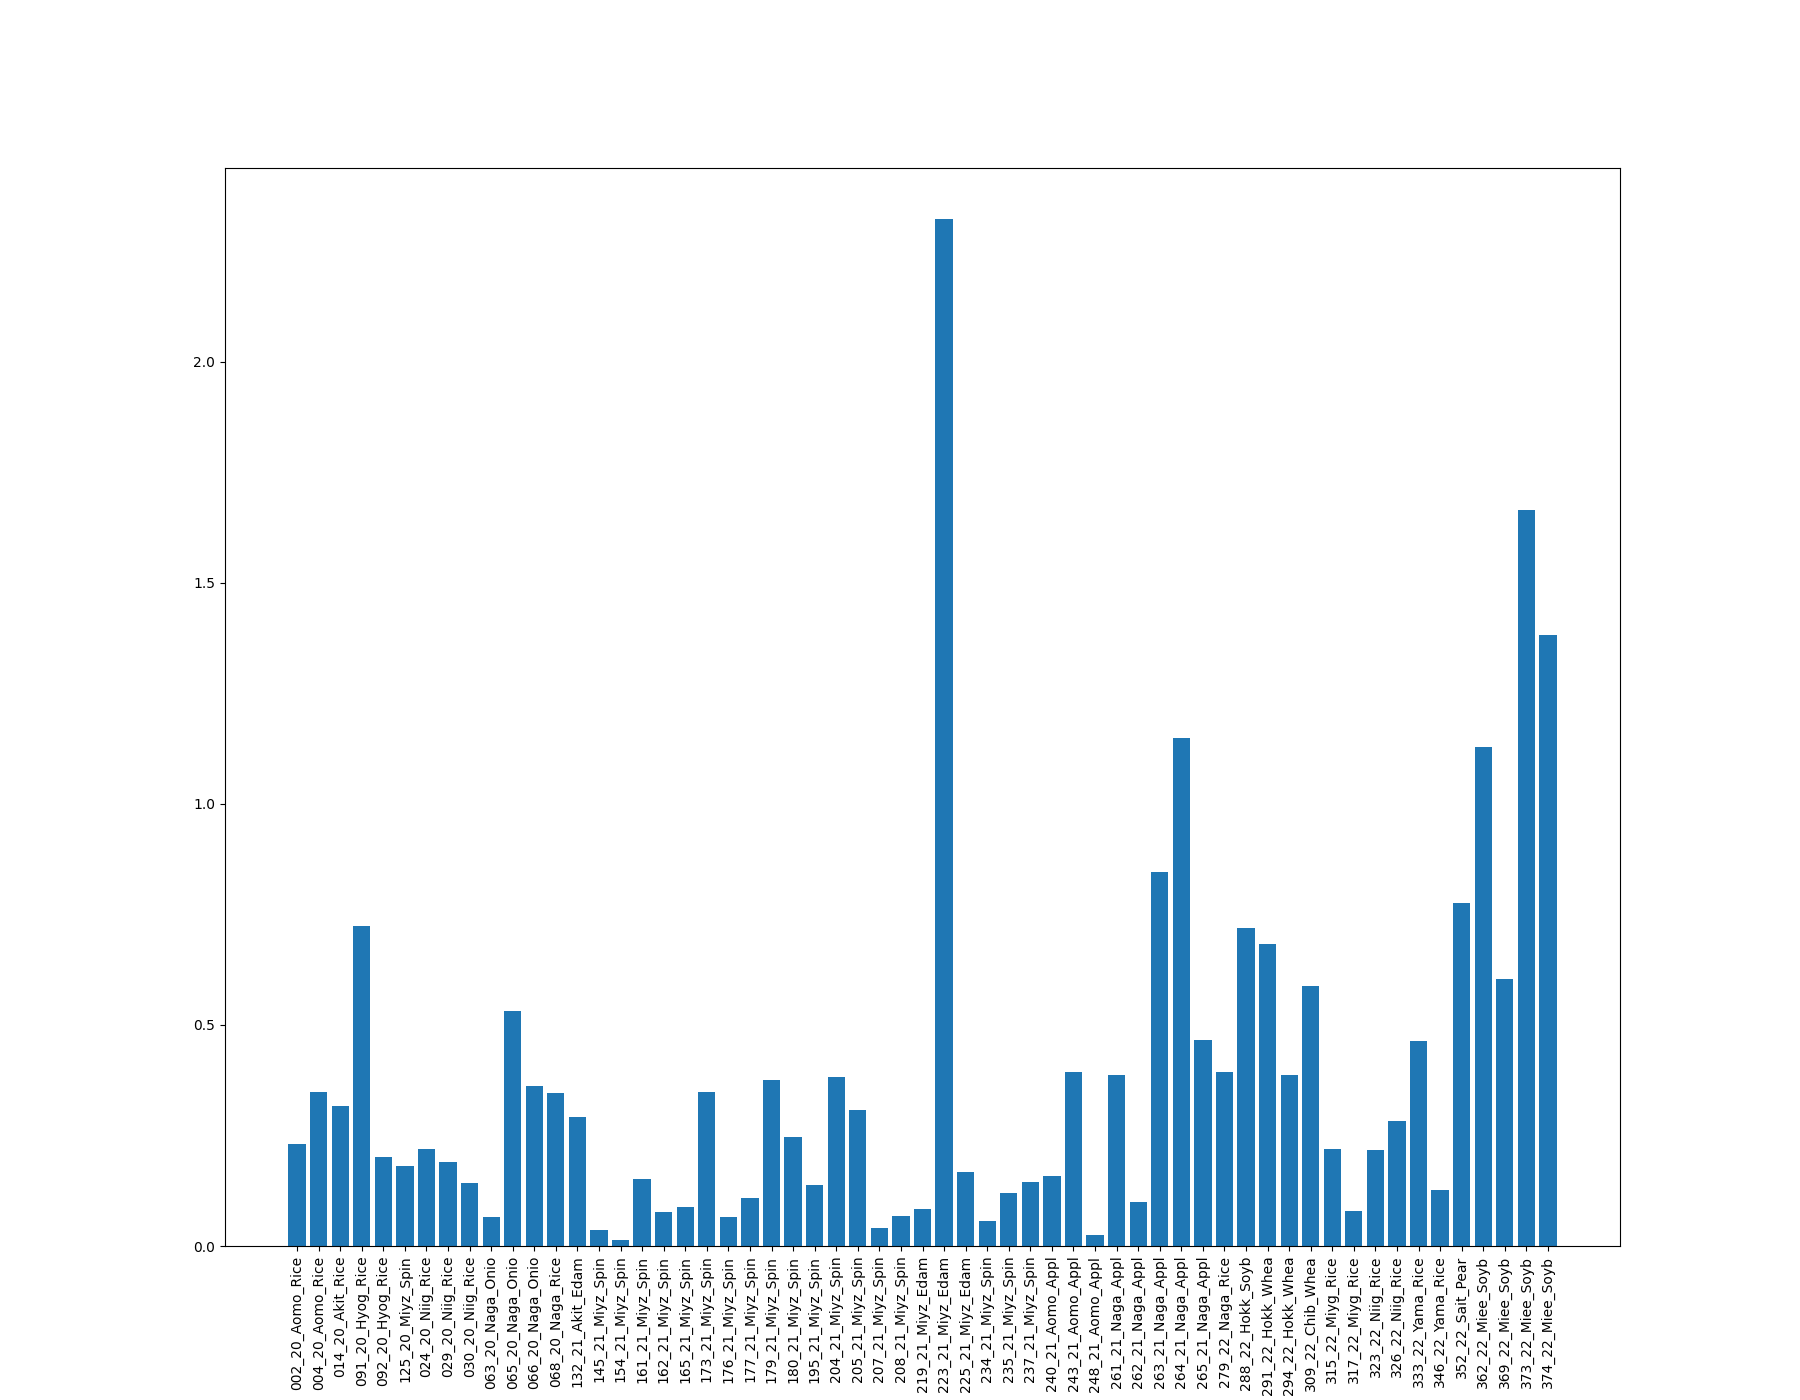 2.0
1.5
1.0
0.5
0.0
002_20_Aomo_Rice
004_20_Aomo_Rice
014_20_Akit_Rice
091_20_Hyog_Rice
092_20_Hyog_Rice
125_20_Miyz_Spin
024_20_Niig_Rice
029_20_Niig_Rice
030_20_Niig_Rice
063_20_Naga_Onio
065_20_Naga_Onio
066_20_Naga_Onio
068_20_Naga_Rice
132_21_Akit_Edam
145_21_Miyz_Spin
154_21_Miyz_Spin
161_21_Miyz_Spin
162_21_Miyz_Spin
165_21_Miyz_Spin
173_21_Miyz_Spin
176_21_Miyz_Spin
177_21_Miyz_Spin
179_21_Miyz_Spin
180_21_Miyz_Spin
195_21_Miyz_Spin
204_21_Miyz_Spin
205_21_Miyz_Spin
207_21_Miyz_Spin
208_21_Miyz_Spin
219_21_Miyz_Edam
223_21_Miyz_Edam
225_21_Miyz_Edam
234_21_Miyz_Spin
235_21_Miyz_Spin
237_21_Miyz_Spin
240_21_Aomo_Appl
243_21_Aomo_Appl
248_21_Aomo_Appl
261_21_Naga_Appl
262_21_Naga_Appl
263_21_Naga_Appl
264_21_Naga_Appl
265_21_Naga_Appl
279_22_Naga_Rice
288_22_Hokk_Soyb
291_22_Hokk_Whea
294_22_Hokk_Whea
309_22_Chib_Whea
315_22_Miyg_Rice
317_22_Miyg_Rice
323_22_Niig_Rice
326_22_Niig_Rice
333_22_Yama_Rice
346_22_Yama_Rice
352_22_Sait_Pear
362_22_Miee_Soyb
369_22_Miee_Soyb
373_22_Miee_Soyb
374_22_Miee_Soyb